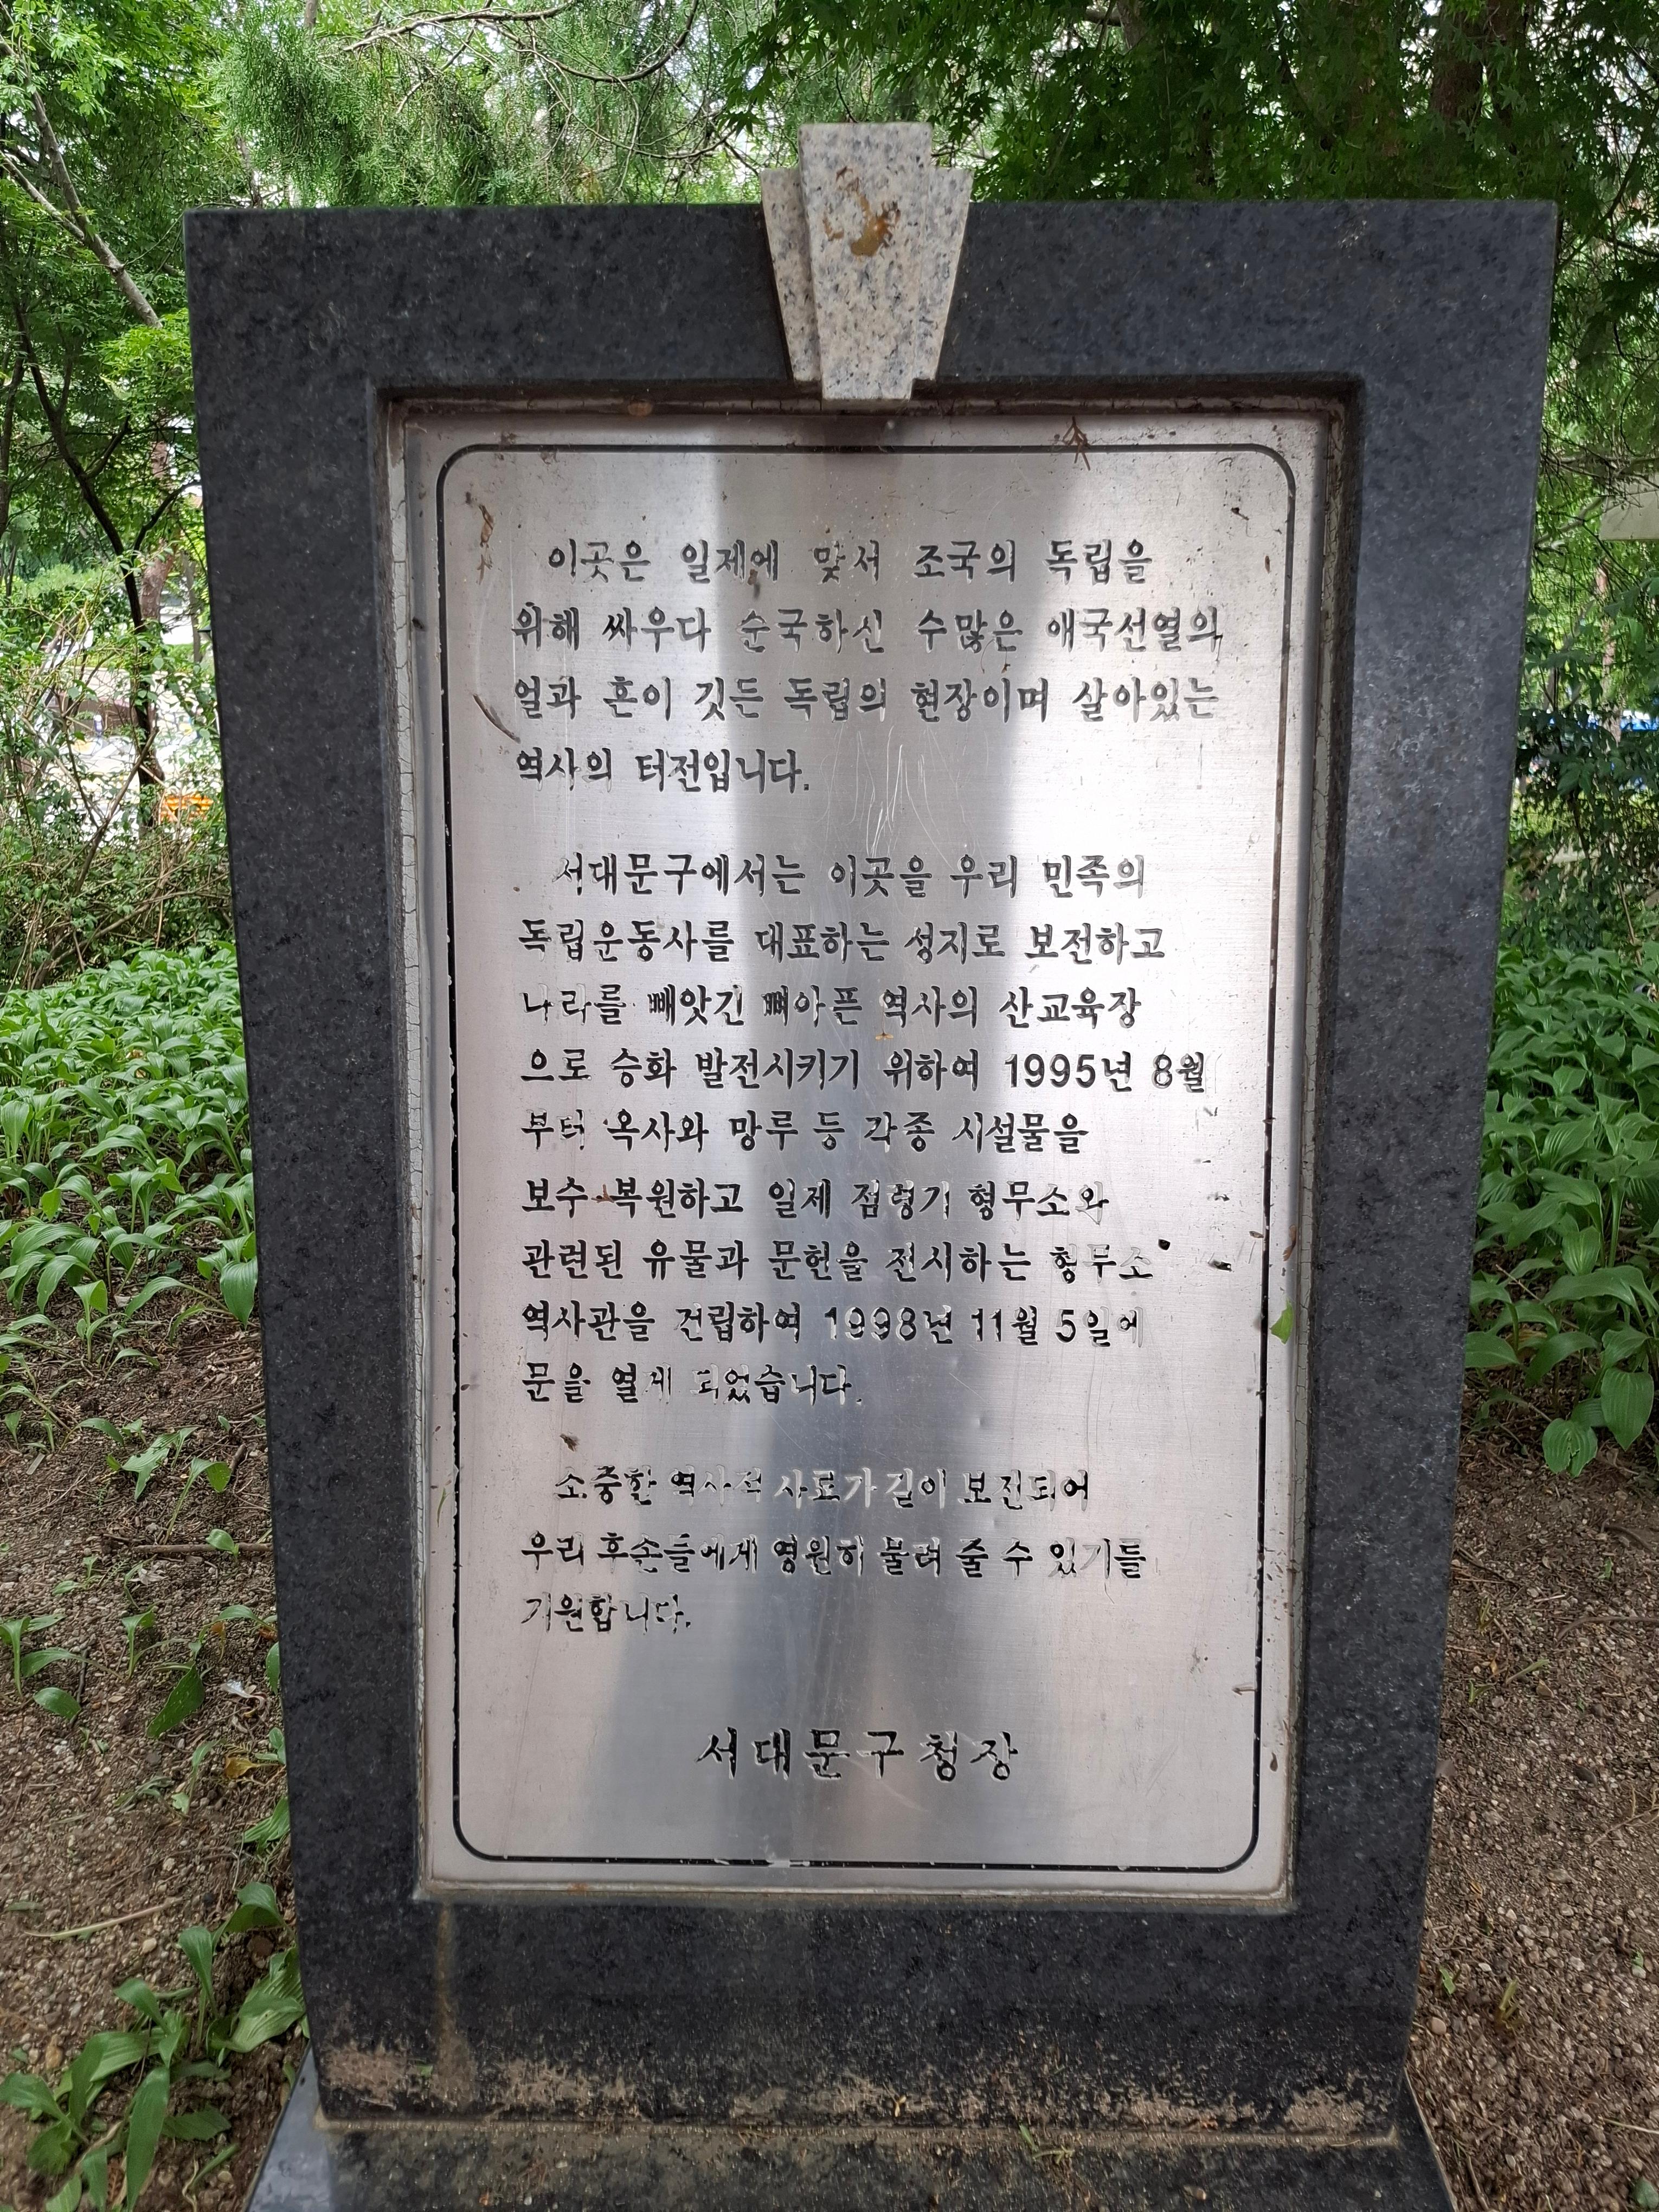 이곳은 일제에 맞서 조국의 독립을
위해 싸우다 순국하신 수많은 애국선열의
얼과 혼이 깃든 독립의 현장이며 살아있는
역사의 터전입니다.
서대문구에서는 이곳을 우리 민족의
독립운동사를 대표하는 성지로 보전하고
나라를 빼앗긴 뼈아픈 역사의 산교육장
으로 승화 발전시키기 위하여 1995년 8월
부터 옥사와 망루 등 각종 시설물을
보수·복원하고 일제 점령기 형무소와
관련된 유물과 문헌을 전시하는 형무소
역사관을 건립하여 1998년 11월 5일에
문을 열게 되었습니다.
소중한 역사적 사료가 길이 보전되어
우리 후손들에게 영원히 물려 줄 수 있기를
기원합니다.
서대문구청장